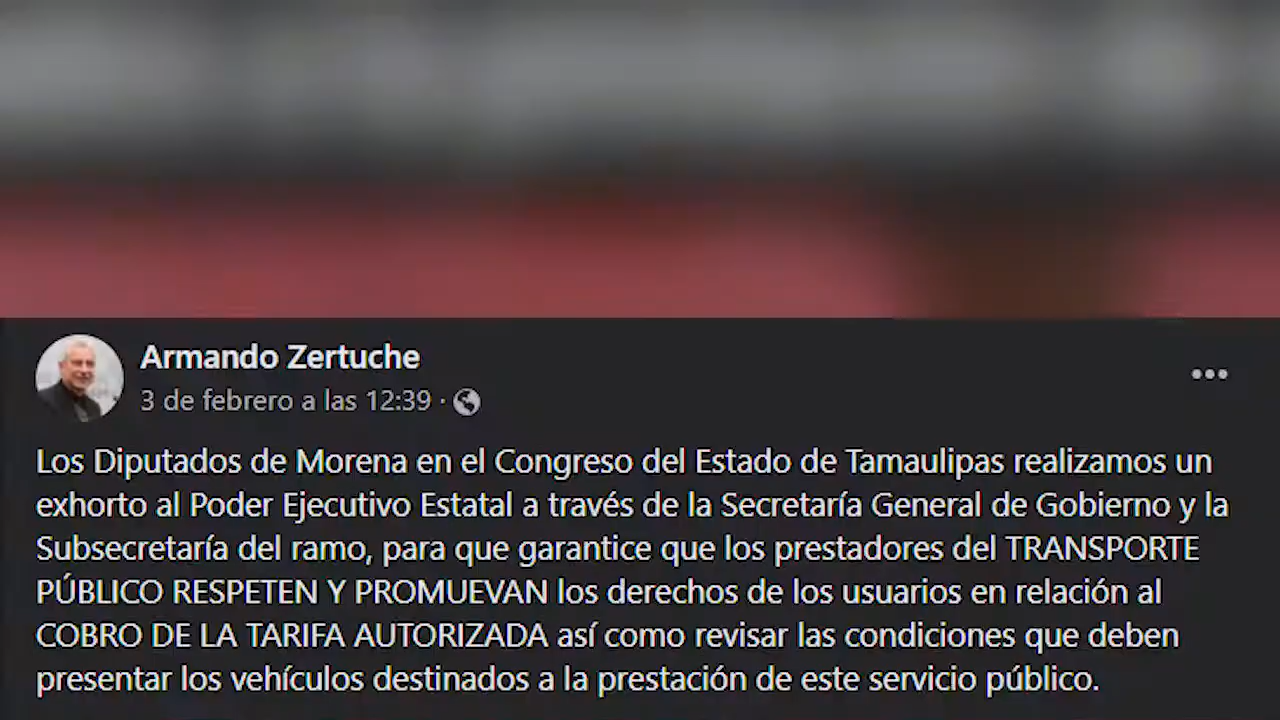 Armando Zertuche
3 de febrero a las 12:39 ·
Los Diputados de Morena en el Congreso del Estado de Tamaulipas realizamos un
exhorto al Poder Ejecutivo Estatal a través de la Secretaría General de Gobierno y la
Subsecretaría del ramo, para que garantice que los prestadores del TRANSPORTE
PÚBLICO RESPETEN Y PROMUEVAN los derechos de los usuarios en relación al
COBRO DE LA TARIFA AUTORIZADA así como revisar las condiciones que deben
presentar los vehículos destinados a la prestación de este servicio público.